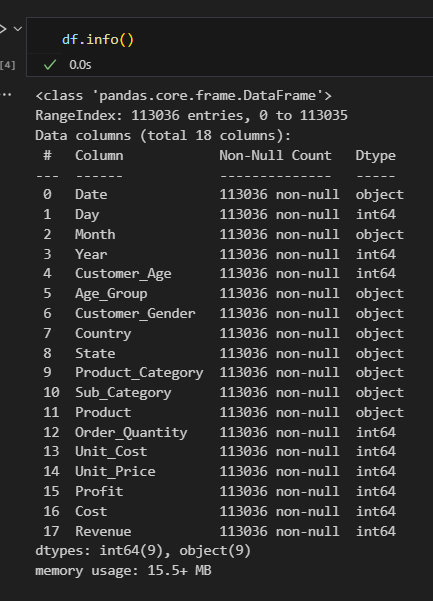 df.info()
[4]
✓ 0.0s
...
<class 'pandas.core.frame.DataFrame'>
RangeIndex: 113036 entries, 0 to 113035
Data columns (total 18 columns):
 #   Column            Non-Null Count   Dtype
---  ------            --------------   -----
 0   Date              113036 non-null  object
 1   Day               113036 non-null  int64
 2   Month             113036 non-null  object
 3   Year              113036 non-null  int64
 4   Customer_Age      113036 non-null  int64
 5   Age_Group         113036 non-null  object
 6   Customer_Gender   113036 non-null  object
 7   Country           113036 non-null  object
 8   State             113036 non-null  object
 9   Product_Category  113036 non-null  object
 10  Sub_Category      113036 non-null  object
 11  Product           113036 non-null  object
 12  Order_Quantity    113036 non-null  int64
 13  Unit_Cost         113036 non-null  int64
 14  Unit_Price        113036 non-null  int64
 15  Profit            113036 non-null  int64
 16  Cost              113036 non-null  int64
 17  Revenue           113036 non-null  int64
dtypes: int64(9), object(9)
memory usage: 15.5+ MB